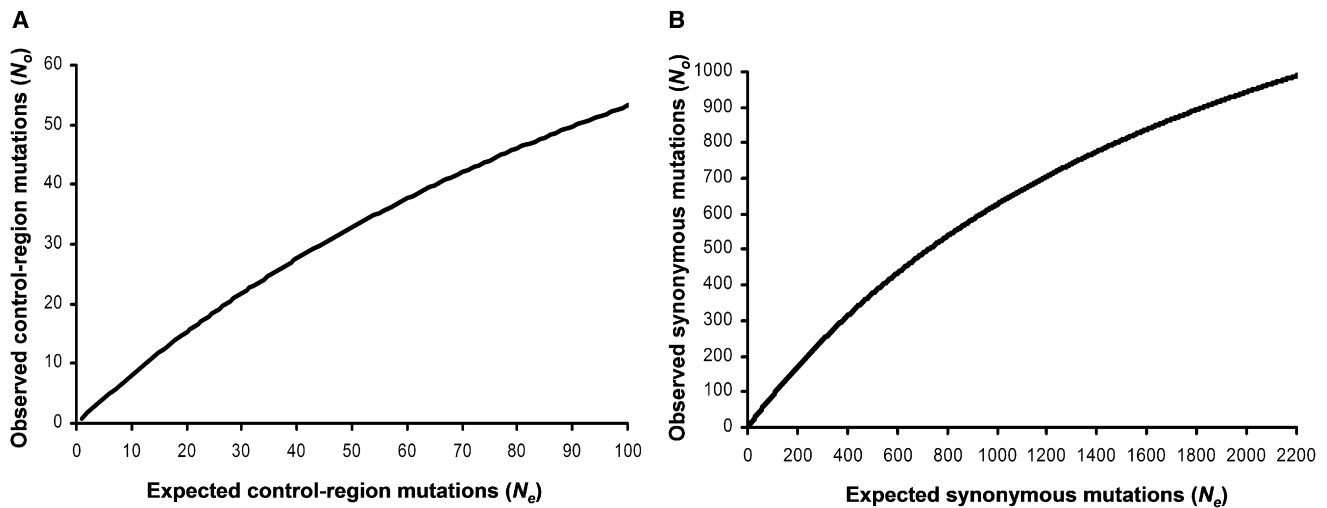 A
Observed control-region mutations (No)
60
50
40
30
20
10
0
0 10 20 30 40 50 60 70 80 90 100
Expected control-region mutations (Ne)
B
Observed synonymous mutations (No)
1000
900
800
700
600
500
400
300
200
100
0
0 200 400 600 800 1000 1200 1400 1600 1800 2000 2200
Expected synonymous mutations (Ne)